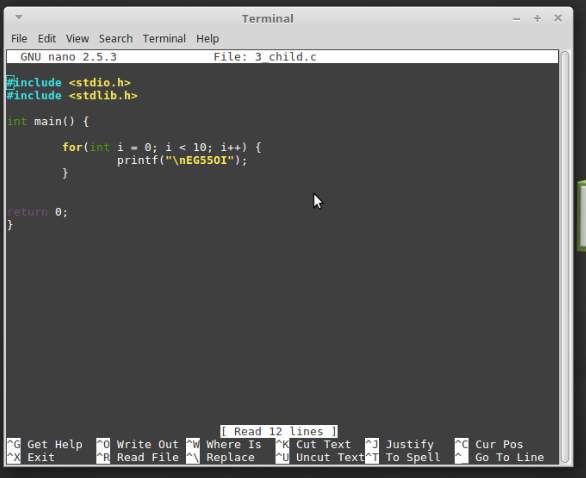 Terminal
File Edit View Search Terminal Help
GNU nano 2.5.3 File: 3_child.c
#include <stdio.h>
#include <stdlib.h>
int main() {
for(int i = 0; i < 10; i++) {
printf("\nEG55OI");
}
return 0;
}
[ Read 12 lines ]
^G Get Help ^O Write Out ^W Where Is ^K Cut Text ^J Justify ^C Cur Pos
^X Exit ^R Read File ^\ Replace ^U Uncut Text ^T To Spell ^_ Go To Line